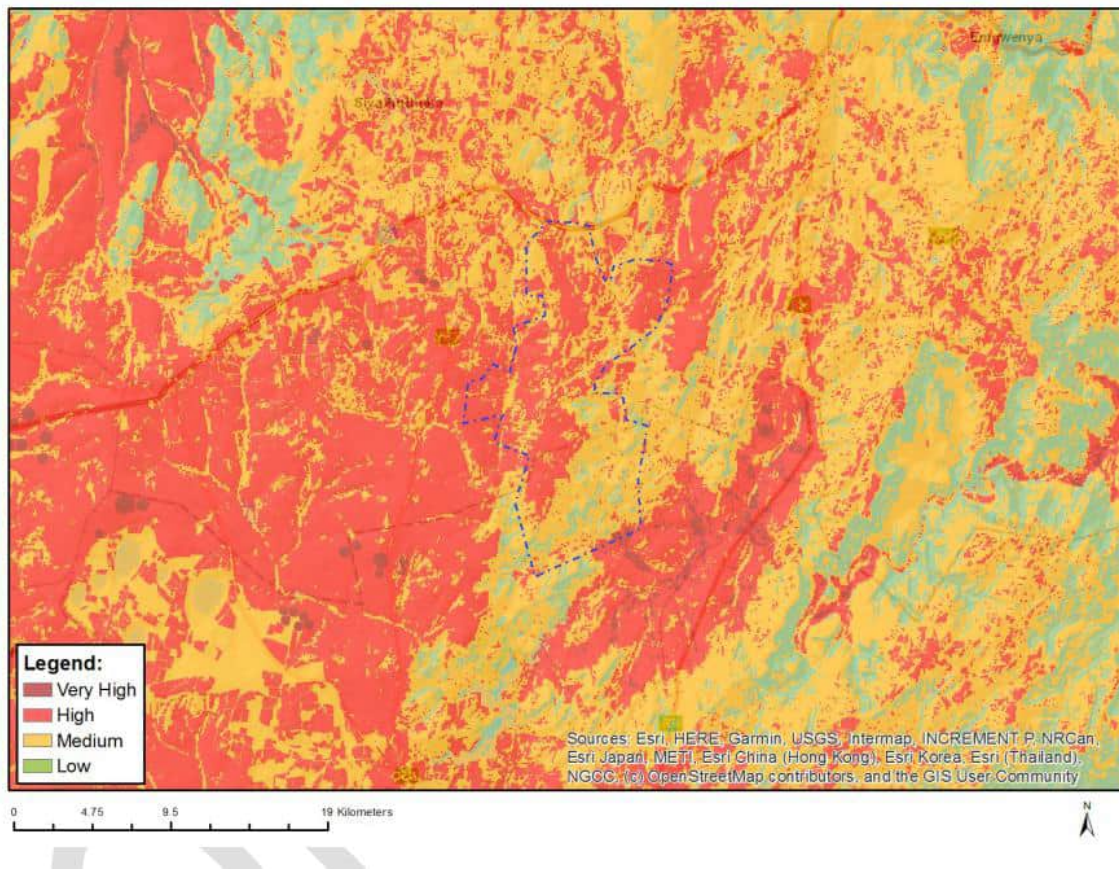 Legend:
Very High
High
Medium
Low
Sources: Esri, HERE, Garmin, USGS, Intermap, INCREMENT P, NRCan,
Esri Japan, METI, Esri China (Hong Kong), Esri Korea, Esri (Thailand),
NGCC, (c) OpenStreetMap contributors, and the GIS User Community
0 4.75 9.5 19 Kilometers
N